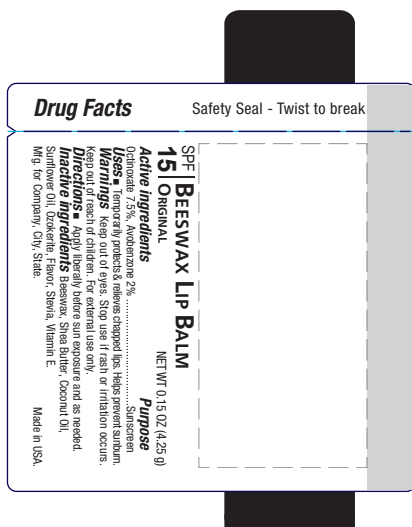 Drug Facts
Safety Seal - Twist to break
SPF 15 BEESWAX LIP BALM
ORIGINAL NET WT 0.15 OZ (4.25 g)
Active ingredients Purpose
Octinoxate 7.5%, Avobenzone 2%..............................Sunscreen
Uses ■ Temporarily protects & relieves chapped lips. Helps prevent sunburn.
Warnings Keep out of eyes. Stop use if rash or irritation occurs.
Keep out of reach of children. For external use only.
Directions ■ Apply liberally before sun exposure and as needed.
Inactive ingredients Beeswax, Shea Butter, Coconut Oil,
Sunflower Oil, Ozokerite, Flavor, Stevia, Vitamin E.
Mfg. for Company, City, State. Made in USA.